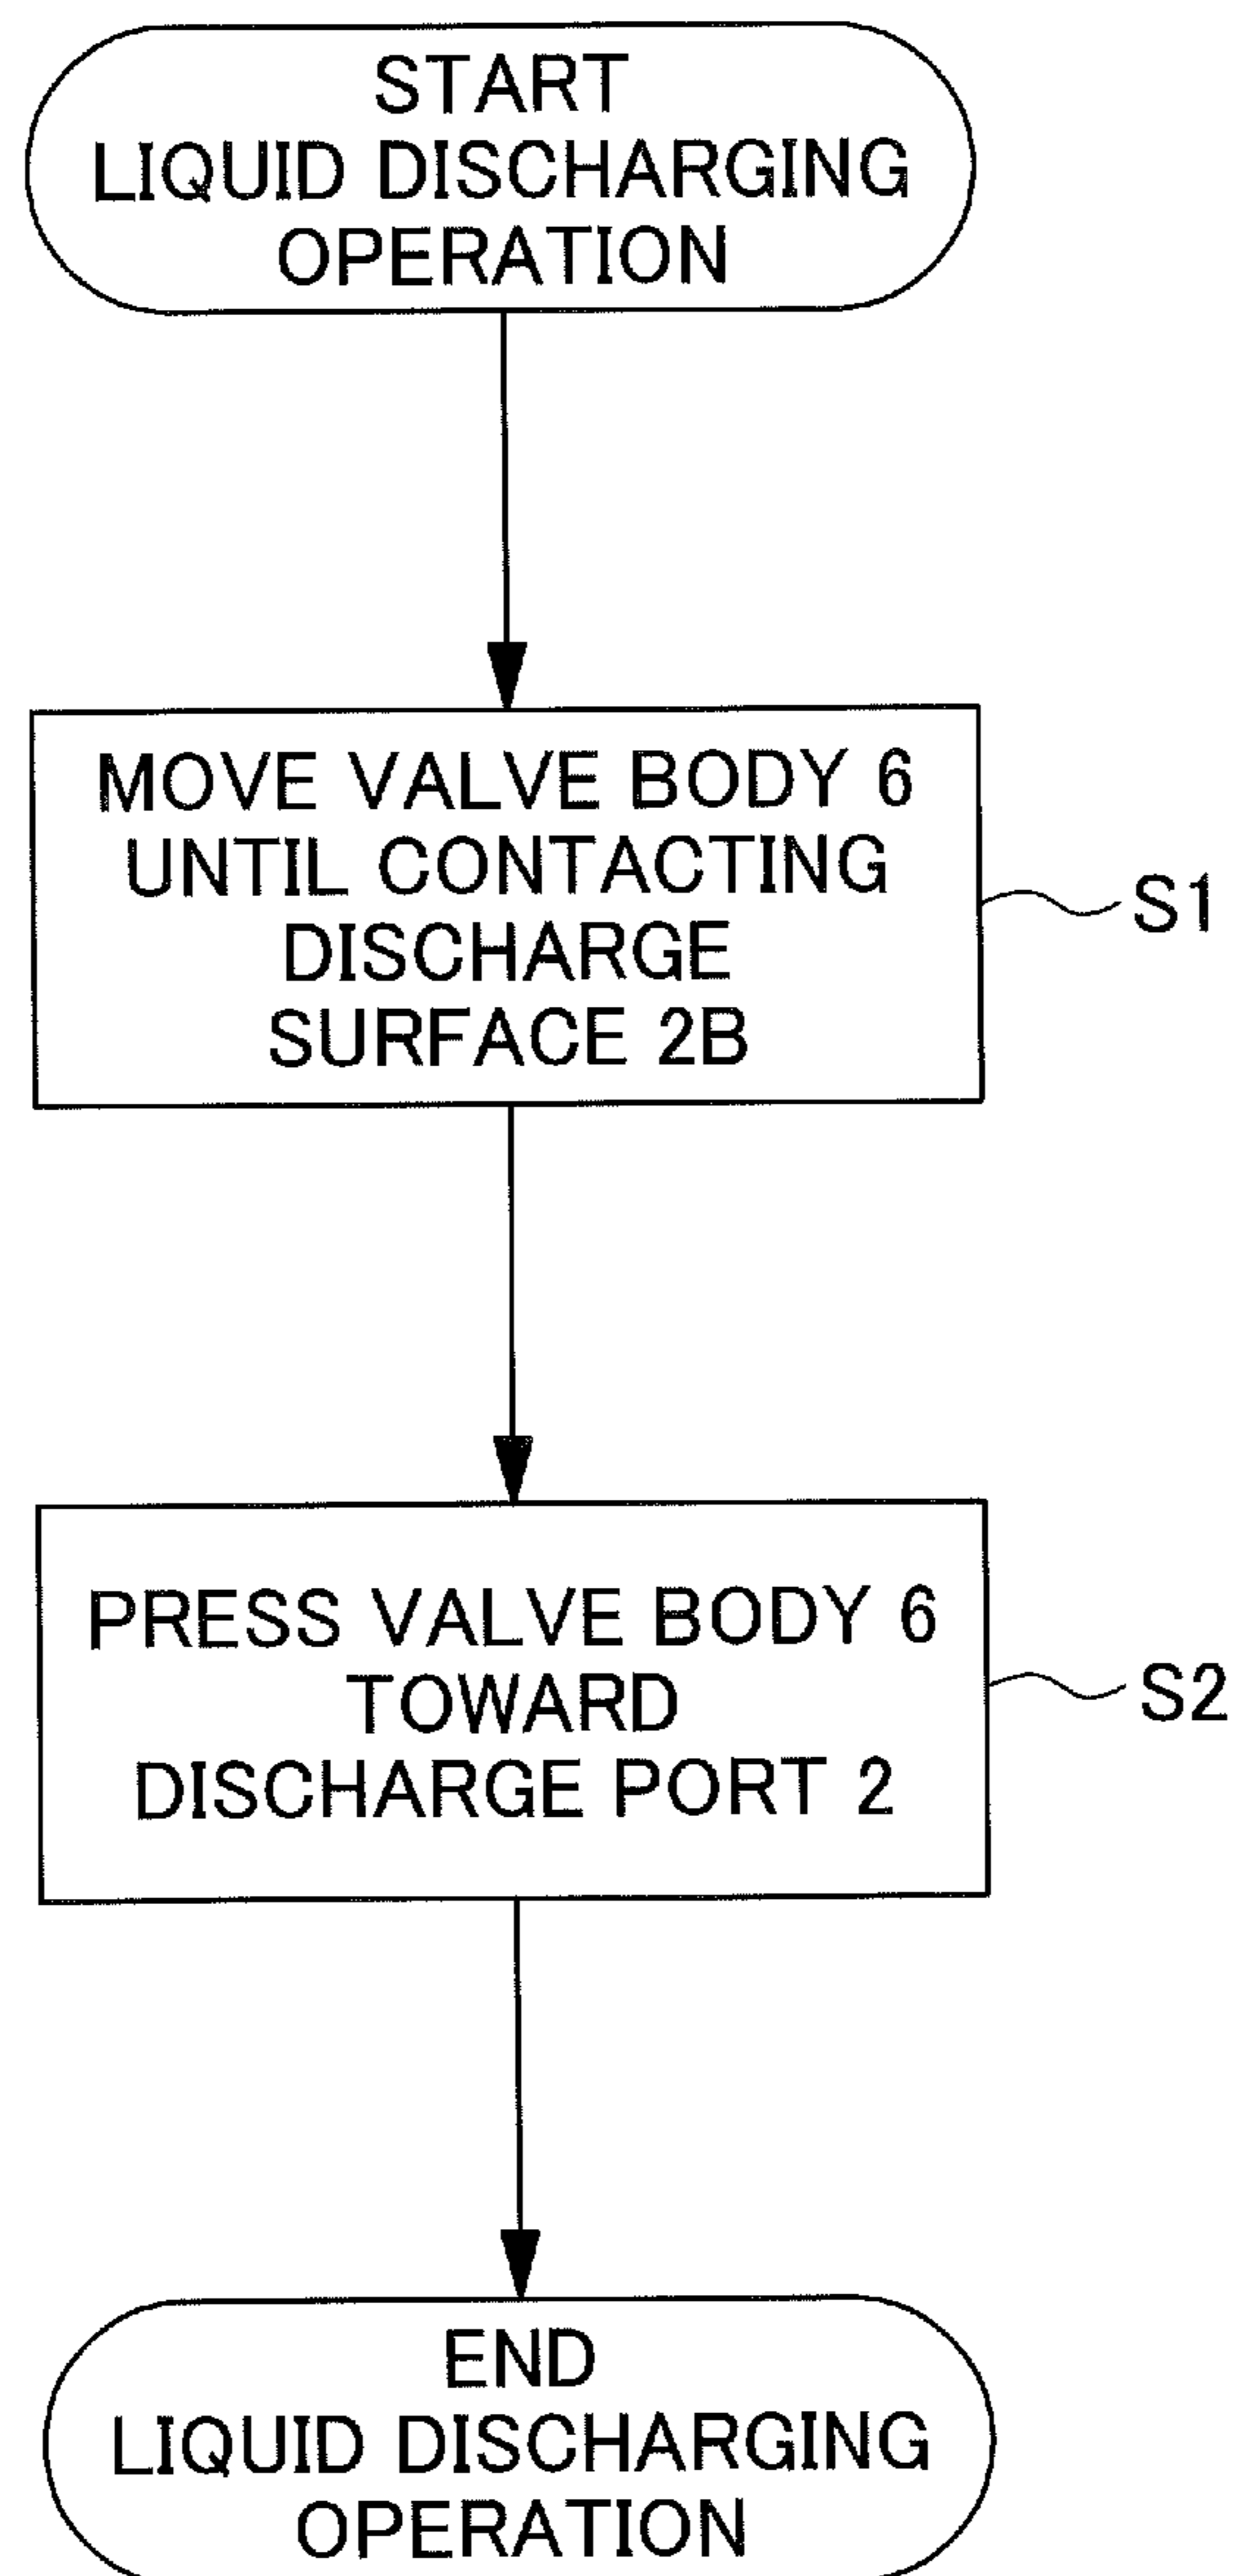 START
LIQUID DISCHARGING
OPERATION
MOVE VALVE BODY 6
UNTIL CONTACTING
DISCHARGE
SURFACE 2B
S1
PRESS VALVE BODY 6
TOWARD
DISCHARGE PORT 2
S2
END
LIQUID DISCHARGING
OPERATION